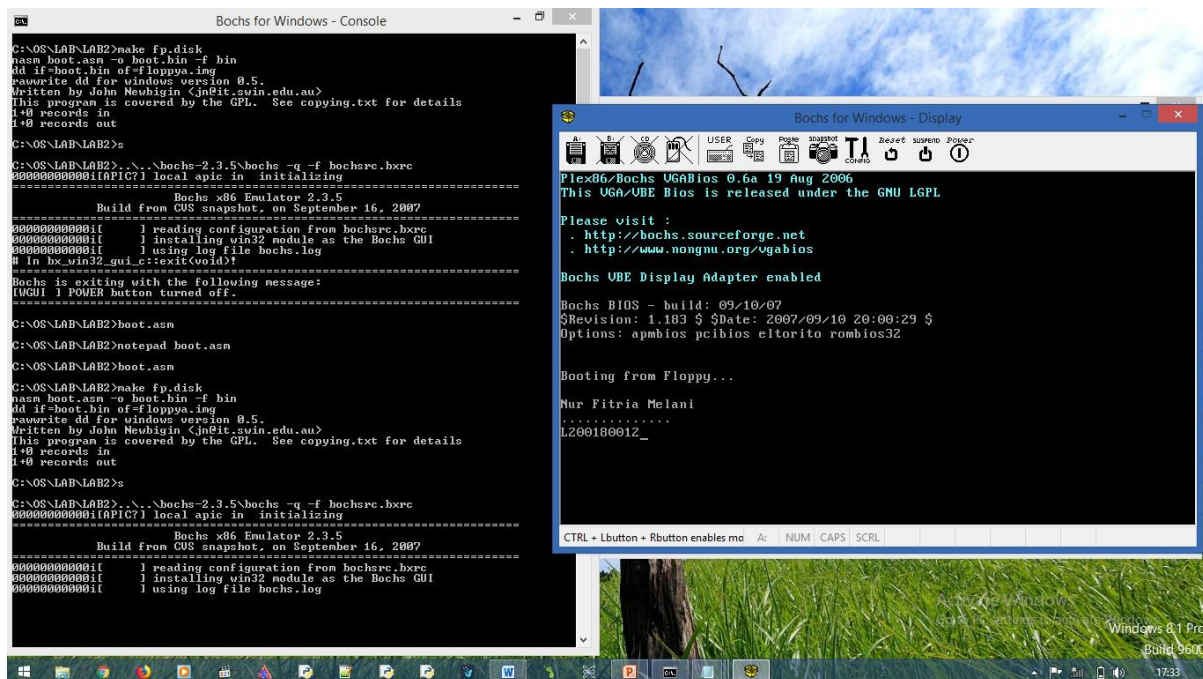 Bochs for Windows - Console
C:\OS\LAB\LAB2>make fp.disk
nasm boot.asm -o boot.bin -f bin
dd if=boot.bin of=floppya.img
rawwrite dd for windows version 0.5.
Written by John Newbigin <jn@it.swin.edu.au>
This program is covered by the GPL.  See copying.txt for details
1+0 records in
1+0 records out
C:\OS\LAB\LAB2>s
C:\OS\LAB\LAB2>..\..\bochs-2.3.5\bochs -q -f bochsrc.bxrc
00000000000i[APIC?] local apic in  initializing
========================================================================
Bochs x86 Emulator 2.3.5
Build from CVS snapshot, on September 16, 2007
========================================================================
00000000000i[     ] reading configuration from bochsrc.bxrc
00000000000i[     ] installing win32 module as the Bochs GUI
00000000000i[     ] using log file bochs.log
# In bx_win32_gui_c::exit(void)!
========================================================================
Bochs is exiting with the following message:
[WGUI ] POWER button turned off.
========================================================================
C:\OS\LAB\LAB2>boot.asm
C:\OS\LAB\LAB2>notepad boot.asm
C:\OS\LAB\LAB2>boot.asm
C:\OS\LAB\LAB2>make fp.disk
nasm boot.asm -o boot.bin -f bin
dd if=boot.bin of=floppya.img
rawwrite dd for windows version 0.5.
Written by John Newbigin <jn@it.swin.edu.au>
This program is covered by the GPL.  See copying.txt for details
1+0 records in
1+0 records out
C:\OS\LAB\LAB2>s
C:\OS\LAB\LAB2>..\..\bochs-2.3.5\bochs -q -f bochsrc.bxrc
00000000000i[APIC?] local apic in  initializing
========================================================================
Bochs x86 Emulator 2.3.5
Build from CVS snapshot, on September 16, 2007
========================================================================
00000000000i[     ] reading configuration from bochsrc.bxrc
00000000000i[     ] installing win32 module as the Bochs GUI
00000000000i[     ] using log file bochs.log
Bochs for Windows - Display
A: B: CD USER Copy Paste snapshot CONFIG Reset SUSPEND Power
Plex86/Bochs VGABios 0.6a 19 Aug 2006
This VGA/VBE Bios is released under the GNU LGPL
Please visit :
. http://bochs.sourceforge.net
. http://www.nongnu.org/vgabios
Bochs VBE Display Adapter enabled
Bochs BIOS - build: 09/10/07
$Revision: 1.183 $ $Date: 2007/09/10 20:00:29 $
Options: apmbios pcibios eltorito rombios32
Booting from Floppy...
Nur Fitria Melani
..............
L200180012_
CTRL + Lbutton + Rbutton enables mo A: NUM CAPS SCRL
Activate Windows
Windows 8.1 Pro
Build 9600
17:33